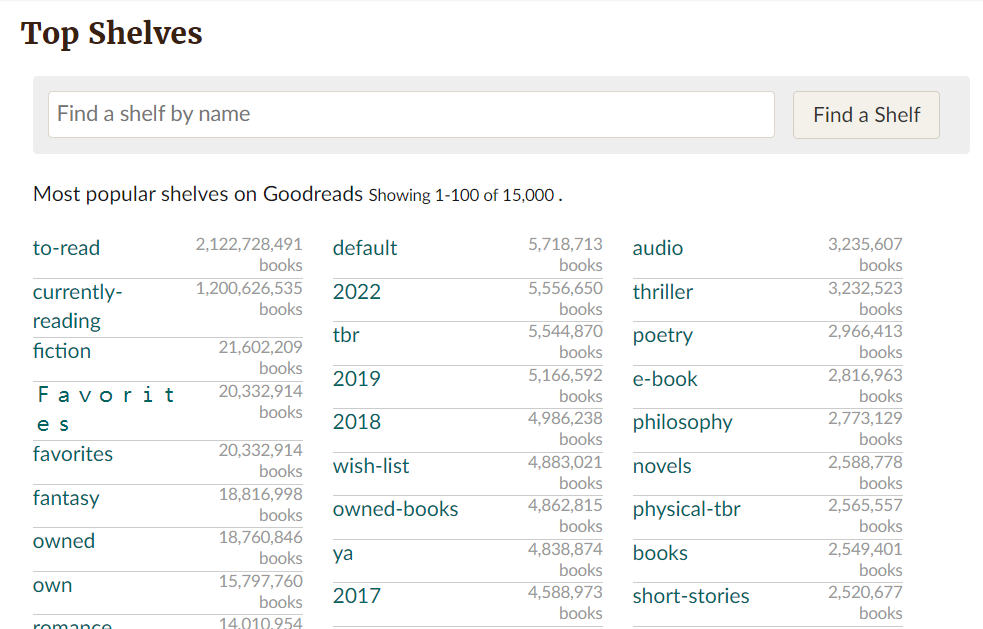 Top Shelves
Find a shelf by name
Find a Shelf
Most popular shelves on Goodreads Showing 1-100 of 15,000 .
to-read 2,122,728,491
books
currently- 1,200,626,535
reading books
fiction 21,602,209
books
Ｆａｖｏｒｉｔ 20,332,914
ｅｓ books
favorites 20,332,914
books
fantasy 18,816,998
books
owned 18,760,846
books
own 15,797,760
books
romance 14,010,954
default 5,718,713
books
2022 5,556,650
books
tbr 5,544,870
books
2019 5,166,592
books
2018 4,986,238
books
wish-list 4,883,021
books
owned-books 4,862,815
books
ya 4,838,874
books
2017 4,588,973
books
audio 3,235,607
books
thriller 3,232,523
books
poetry 2,966,413
books
e-book 2,816,963
books
philosophy 2,773,129
books
novels 2,588,778
books
physical-tbr 2,565,557
books
books 2,549,401
books
short-stories 2,520,677
books